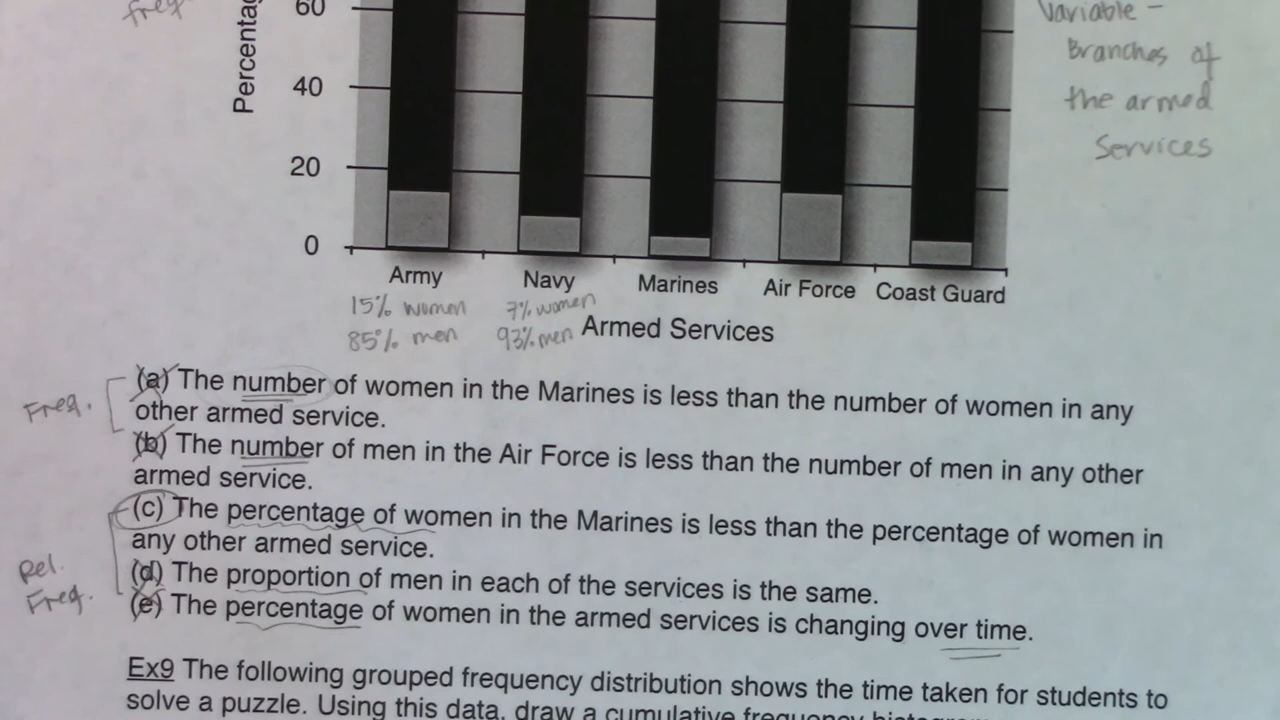 freq
60
Variable -
Percentag
Branches of
40
the armed
Services
20
0
Army Navy Marines Air Force Coast Guard
15% women 7% women
85% men 93% men Armed Services
(a) The number of women in the Marines is less than the number of women in any
Freq. other armed service.
(b) The number of men in the Air Force is less than the number of men in any other
armed service.
(c) The percentage of women in the Marines is less than the percentage of women in
any other armed service.
Rel. (d) The proportion of men in each of the services is the same.
Freq. (e) The percentage of women in the armed services is changing over time.
Ex9 The following grouped frequency distribution shows the time taken for students to
solve a puzzle. Using this data, draw a cumulative frequency histogram